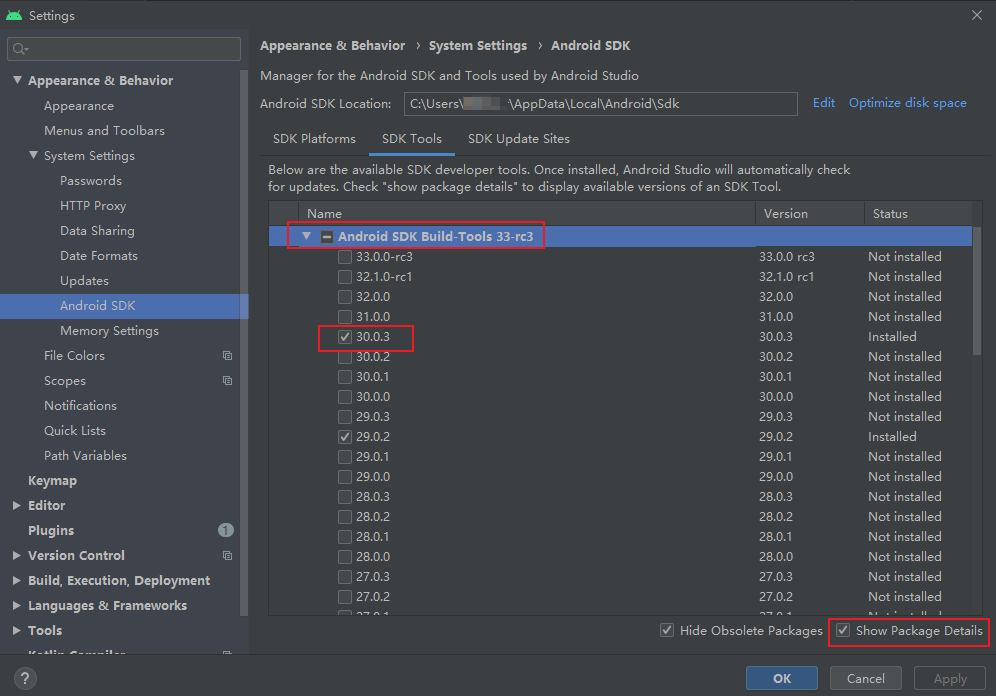 Settings
Appearance & Behavior
Appearance
Menus and Toolbars
System Settings
Passwords
HTTP Proxy
Data Sharing
Date Formats
Updates
Android SDK
Memory Settings
File Colors
Scopes
Notifications
Quick Lists
Path Variables
Keymap
Editor
Plugins 1
Version Control
Build, Execution, Deployment
Languages & Frameworks
Tools
Kotlin Compiler
Appearance & Behavior › System Settings › Android SDK
Manager for the Android SDK and Tools used by Android Studio
Android SDK Location: C:\Users\ \AppData\Local\Android\Sdk Edit Optimize disk space
SDK Platforms SDK Tools SDK Update Sites
Below are the available SDK developer tools. Once installed, Android Studio will automatically check
for updates. Check "show package details" to display available versions of an SDK Tool.
Name Version Status
Android SDK Build-Tools 33-rc3
33.0.0-rc3 33.0.0 rc3 Not installed
32.1.0-rc1 32.1.0 rc1 Not installed
32.0.0 32.0.0 Not installed
31.0.0 31.0.0 Not installed
30.0.3 30.0.3 Installed
30.0.2 30.0.2 Not installed
30.0.1 30.0.1 Not installed
30.0.0 30.0.0 Not installed
29.0.3 29.0.3 Not installed
29.0.2 29.0.2 Installed
29.0.1 29.0.1 Not installed
29.0.0 29.0.0 Not installed
28.0.3 28.0.3 Not installed
28.0.2 28.0.2 Not installed
28.0.1 28.0.1 Not installed
28.0.0 28.0.0 Not installed
27.0.3 27.0.3 Not installed
27.0.2 27.0.2 Not installed
27.0.1 27.0.1 Not installed
Hide Obsolete Packages Show Package Details
? OK Cancel Apply